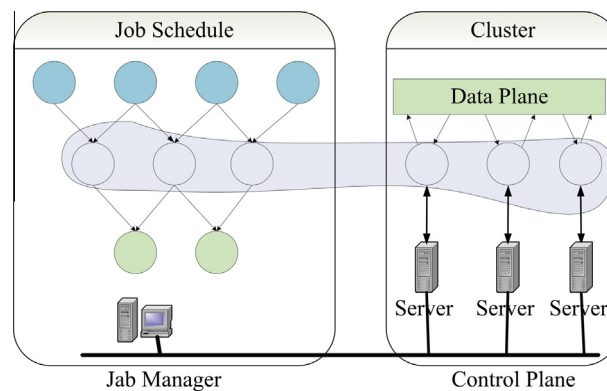 Job Schedule
Cluster
Data Plane
Server Server Server
Jab Manager
Control Plane